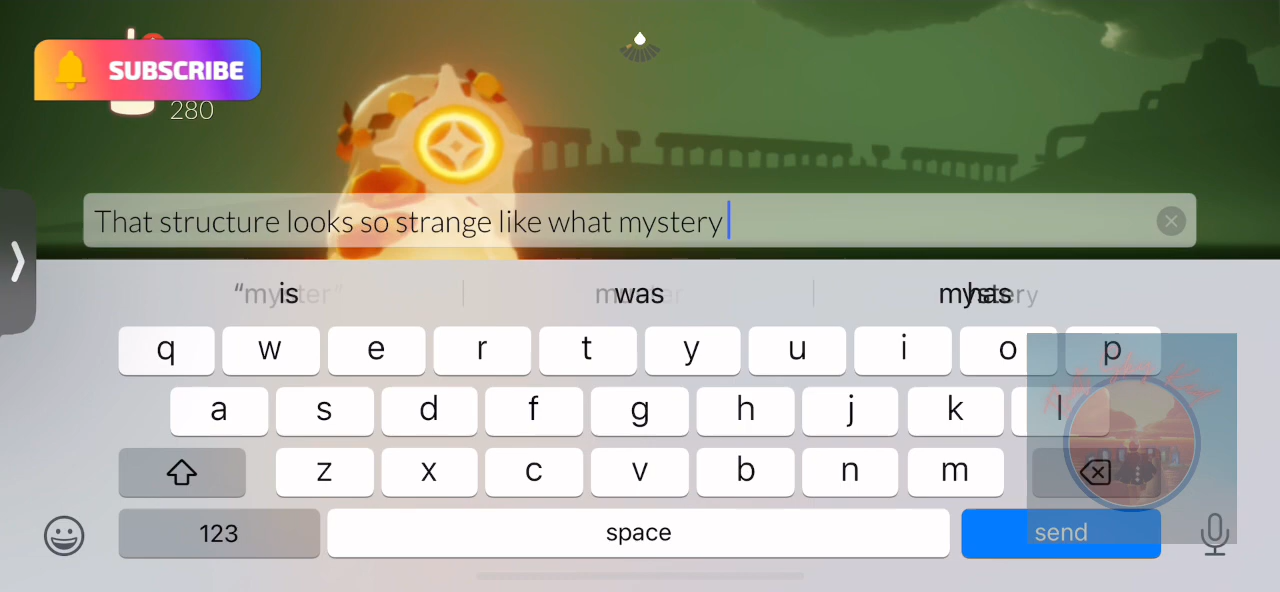 SUBSCRIBE
280
That structure looks so strange like what mystery
is was has
q w e r t y u i o p
a s d f g h j k l
z x c v b n m
123 space send